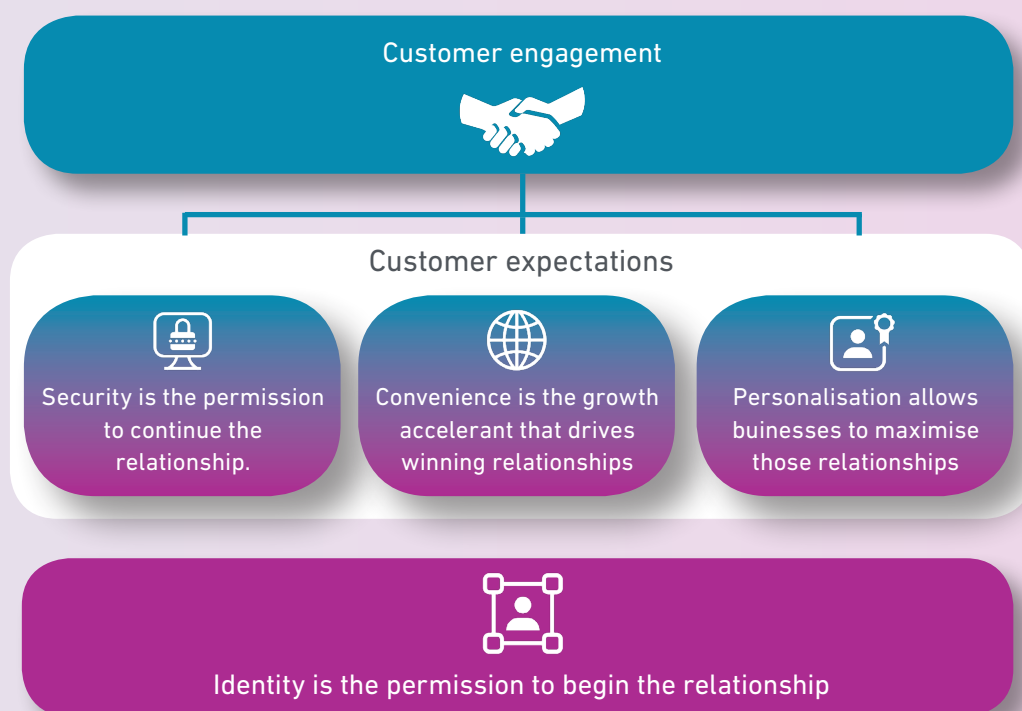 Customer engagement
Customer expectations
Security is the permission
to continue the
relationship.
Convenience is the growth
accelerant that drives
winning relationships
Personalisation allows
buinesses to maximise
those relationships
Identity is the permission to begin the relationship